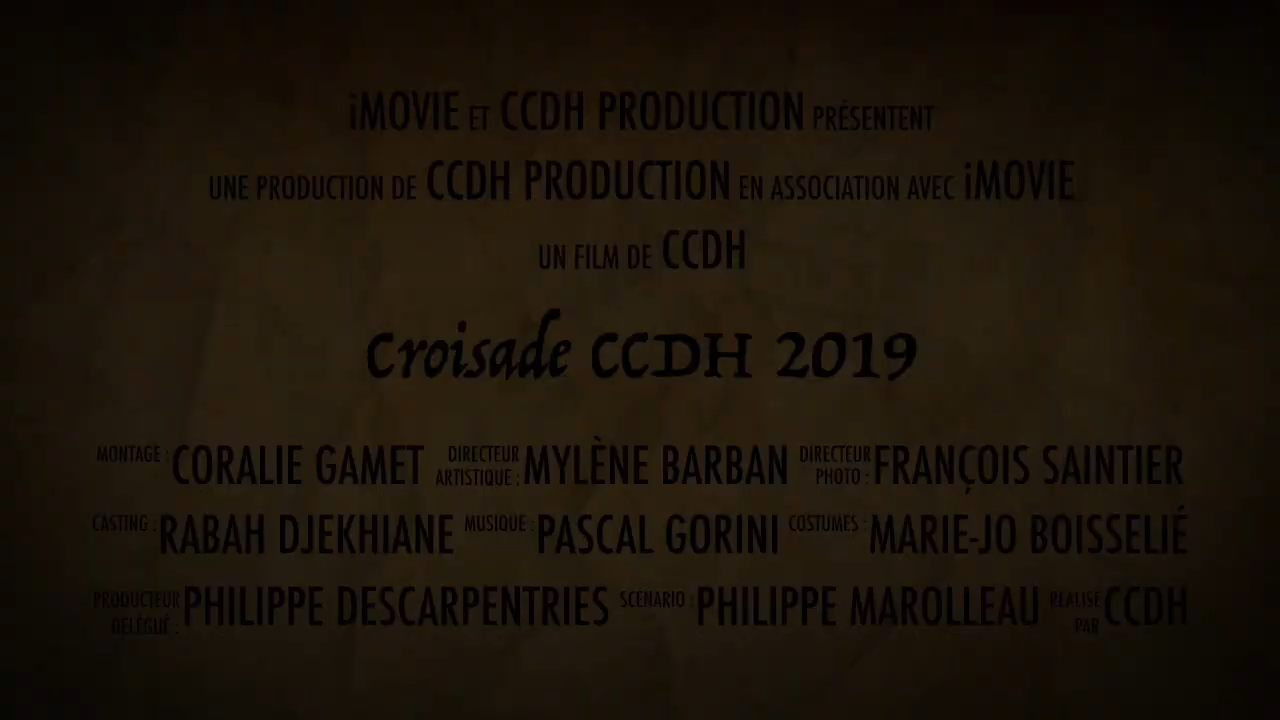 iMOVIE ET CCDH PRODUCTION PRÉSENTENT
UNE PRODUCTION DE CCDH PRODUCTION EN ASSOCIATION AVEC iMOVIE
UN FILM DE CCDH
Croisade CCDH 2019
MONTAGE : CORALIE GAMET DIRECTEUR ARTISTIQUE : MYLÈNE BARBAN DIRECTEUR PHOTO : FRANÇOIS SAINTIER
CASTING : RABAH DJEKHIANE MUSIQUE : PASCAL GORINI COSTUMES : MARIE-JO BOISSELIÉ
PRODUCTEUR DÉLÉGUÉ : PHILIPPE DESCARPENTRIES SCENARIO : PHILIPPE MAROLLEAU RÉALISÉ PAR CCDH